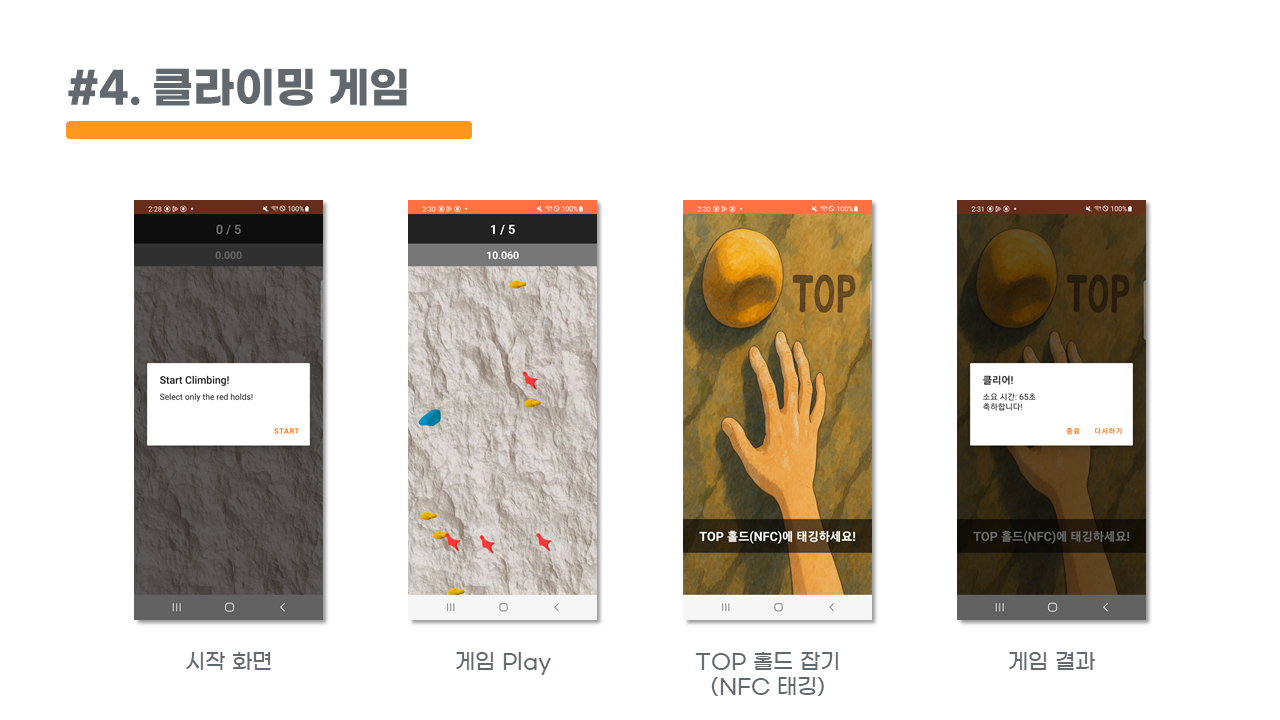 #4. 클라이밍 게임
2:28 100%
0 / 5
0.000
Start Climbing!
Select only the red holds!
START
시작 화면
2:30 100%
1 / 5
10.060
게임 Play
2:30 100%
TOP
TOP 홀드(NFC)에 태깅하세요!
TOP 홀드 잡기
(NFC 태깅)
2:31 100%
TOP
클리어!
소요 시간: 65초
축하합니다!
종료 다시하기
TOP 홀드(NFC)에 태깅하세요!
게임 결과